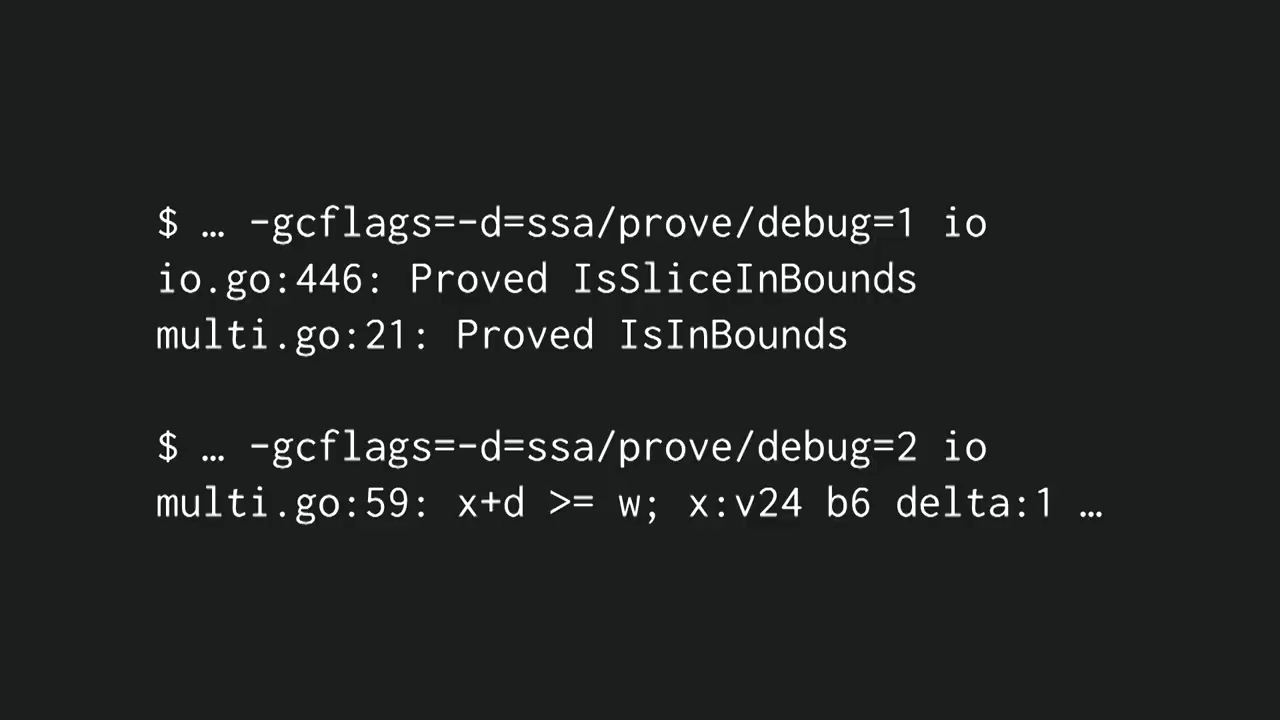 $ … -gcflags=-d=ssa/prove/debug=1 io
io.go:446: Proved IsSliceInBounds
multi.go:21: Proved IsInBounds
$ … -gcflags=-d=ssa/prove/debug=2 io
multi.go:59: x+d >= w; x:v24 b6 delta:1 …